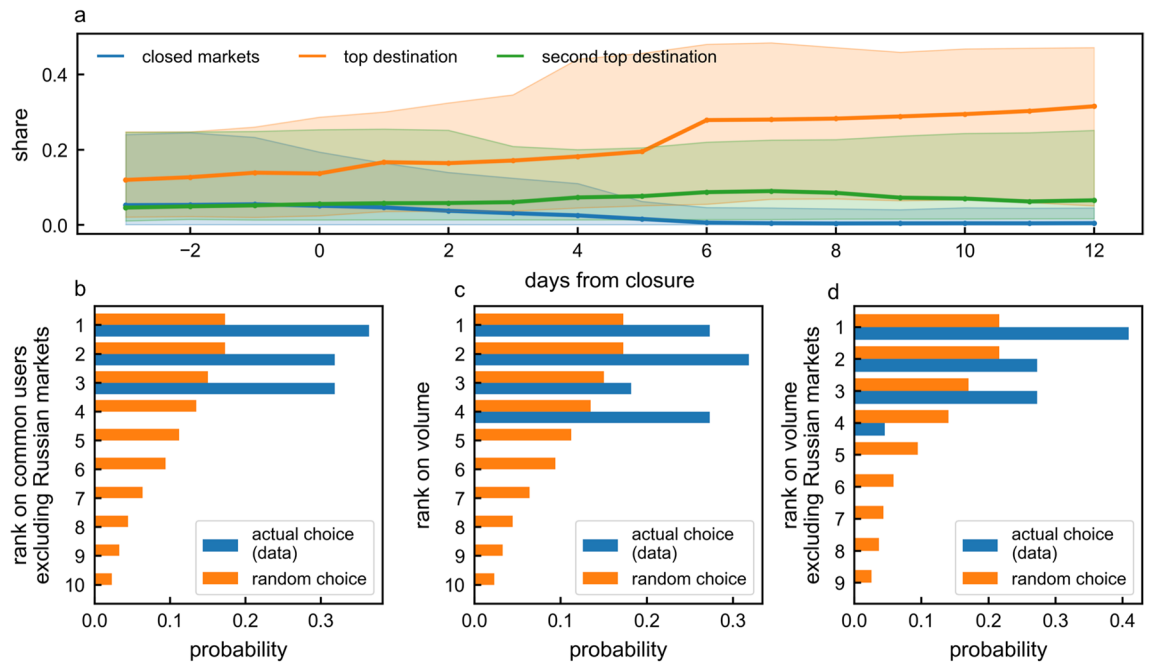 a
closed markets
top destination
second top destination
share
0.4
0.2
0.0
−2
0
2
4
6
8
10
12
days from closure
b
rank on common users
excluding Russian markets
1
2
3
4
5
6
7
8
9
10
actual choice
(data)
random choice
0.0
0.1
0.2
0.3
probability
c
rank on volume
1
2
3
4
5
6
7
8
9
10
actual choice
(data)
random choice
0.0
0.1
0.2
0.3
probability
d
rank on volume
excluding Russian markets
1
2
3
4
5
6
7
8
9
actual choice
(data)
random choice
0.0
0.1
0.2
0.3
0.4
probability